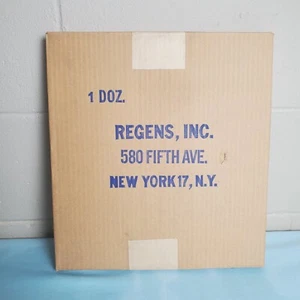 1 DOZ.
REGENS, INC.
580 FIFTH AVE.
NEW YORK 17, N.Y.